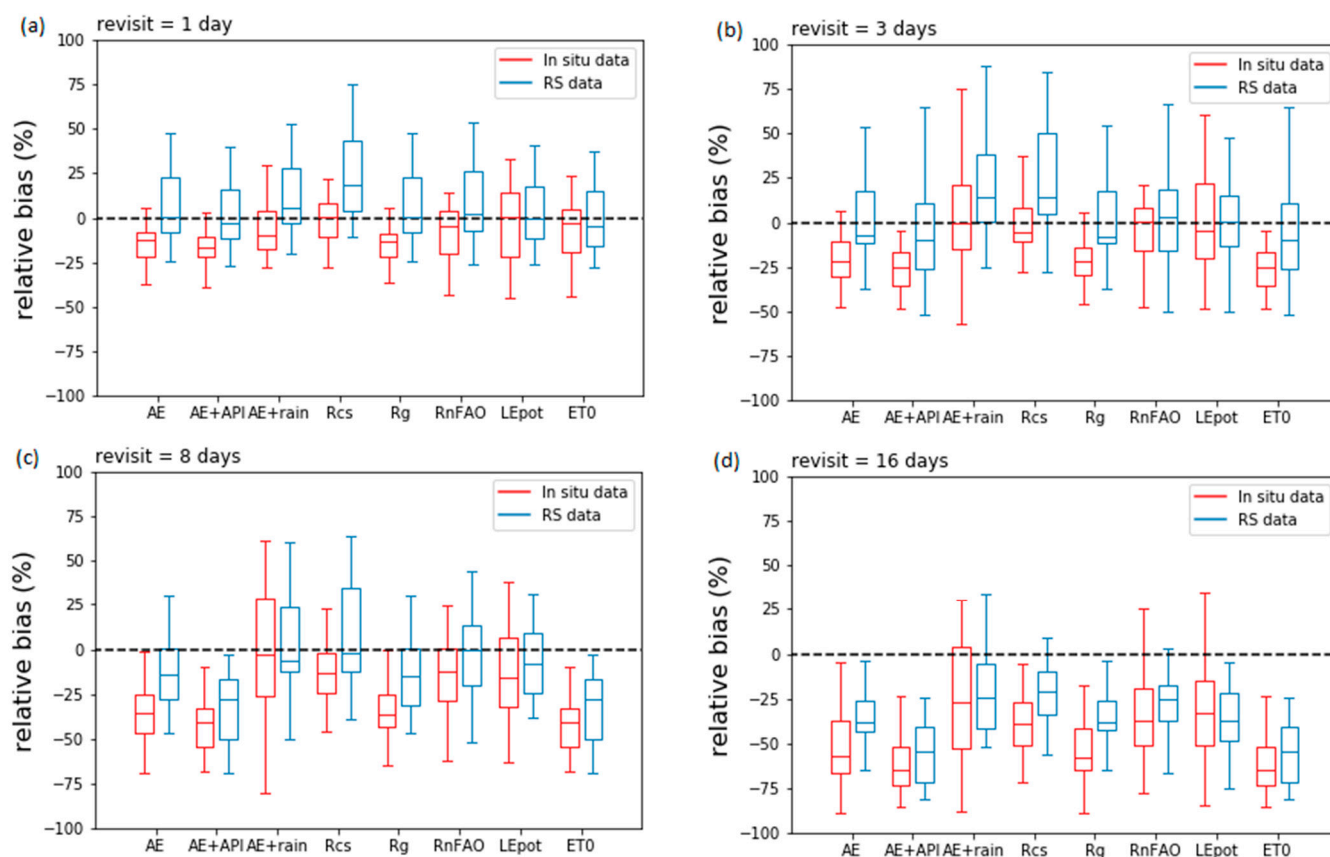 (a) revisit = 1 day
100
75
50
25
0
−25
−50
−75
−100
relative bias (%)
In situ data
RS data
AE AE+API AE+rain Rcs Rg RnFAO LEpot ET0
(b) revisit = 3 days
100
75
50
25
0
−25
−50
−75
−100
relative bias (%)
In situ data
RS data
AE AE+API AE+rain Rcs Rg RnFAO LEpot ET0
(c) revisit = 8 days
100
75
50
25
0
−25
−50
−75
−100
relative bias (%)
In situ data
RS data
AE AE+API AE+rain Rcs Rg RnFAO LEpot ET0
(d) revisit = 16 days
100
75
50
25
0
−25
−50
−75
−100
relative bias (%)
In situ data
RS data
AE AE+API AE+rain Rcs Rg RnFAO LEpot ET0